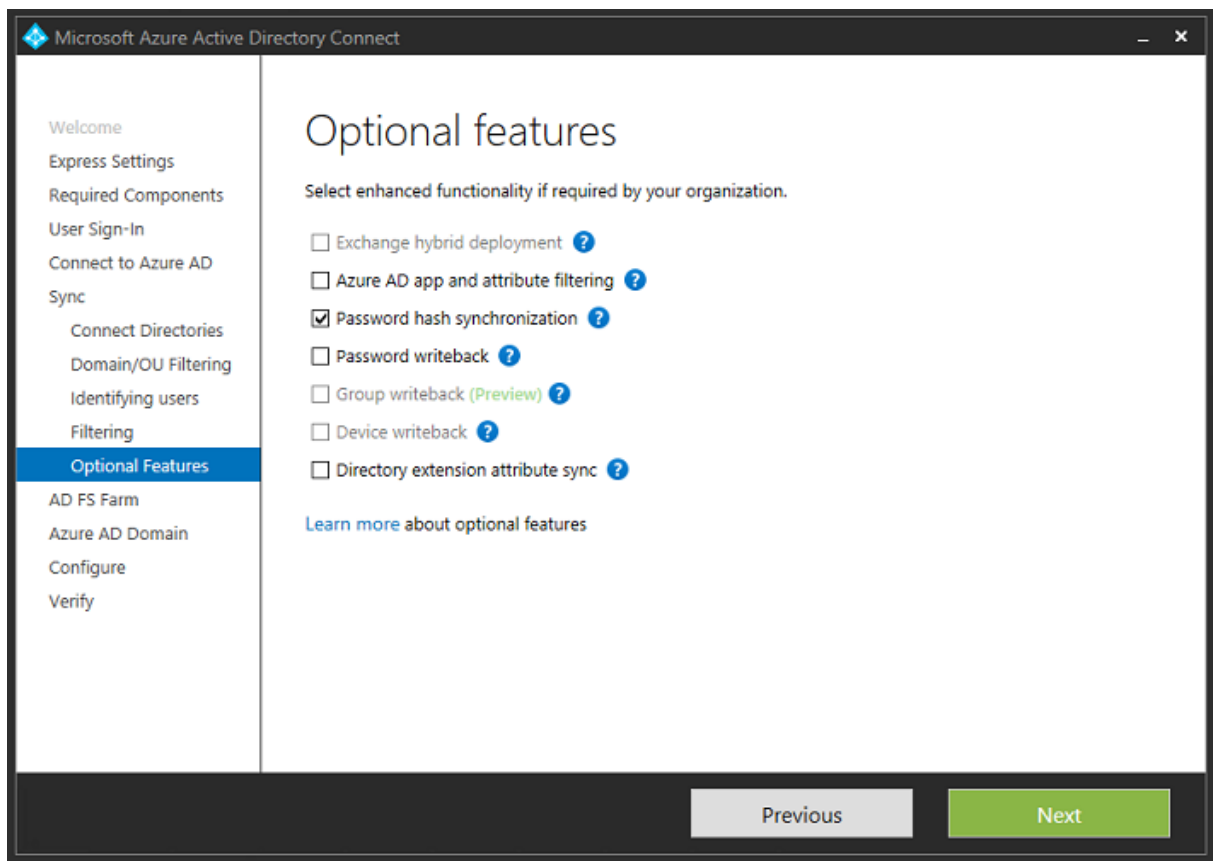 Microsoft Azure Active Directory Connect
Welcome
Express Settings
Required Components
User Sign-In
Connect to Azure AD
Sync
Connect Directories
Domain/OU Filtering
Identifying users
Filtering
Optional Features
AD FS Farm
Azure AD Domain
Configure
Verify
Optional features
Select enhanced functionality if required by your organization.
Exchange hybrid deployment ?
Azure AD app and attribute filtering ?
Password hash synchronization ?
Password writeback ?
Group writeback (Preview) ?
Device writeback ?
Directory extension attribute sync ?
Learn more about optional features
Previous
Next